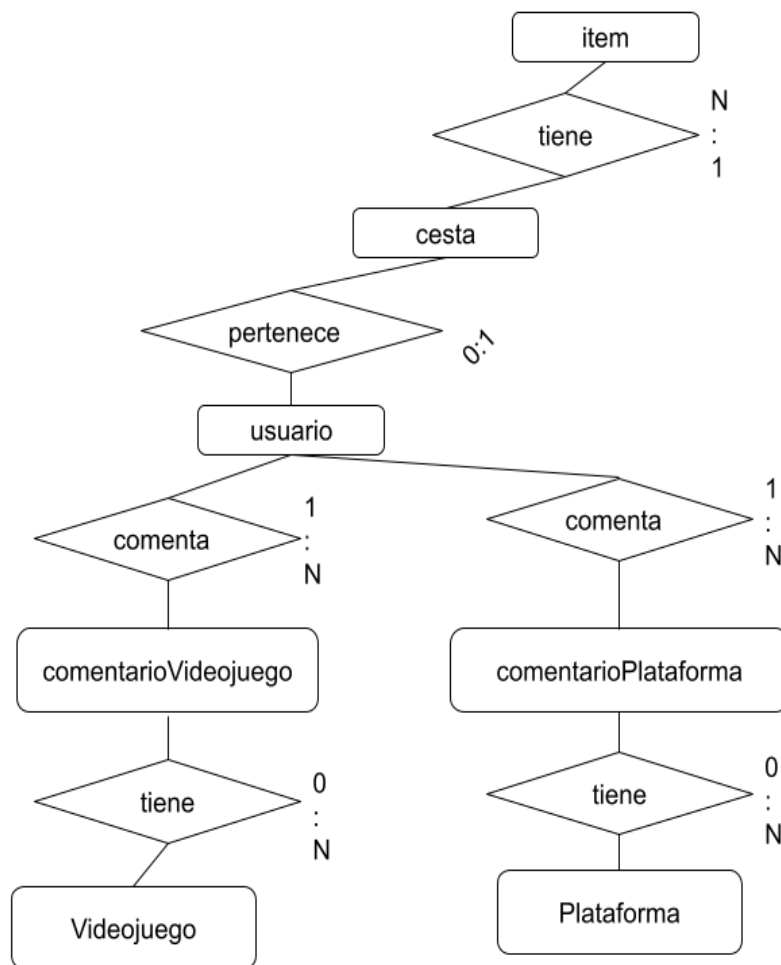 item
tiene
N
:
1
cesta
pertenece
0:1
usuario
comenta
1
:
N
comenta
1
:
N
comentarioVideojuego
comentarioPlataforma
tiene
0
:
N
tiene
0
:
N
Videojuego
Plataforma